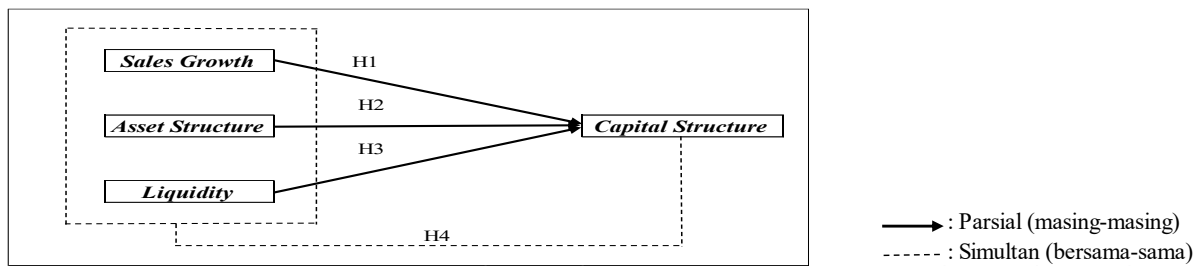 Sales Growth
H1
H2
Asset Structure
Capital Structure
H3
Liquidity
H4
: Parsial (masing-masing)
: Simultan (bersama-sama)